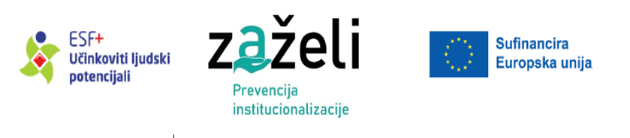 ESF+
Učinkoviti ljudski
potencijali
zaželi
Prevencija
institucionalizacije
Sufinancira
Europska unija